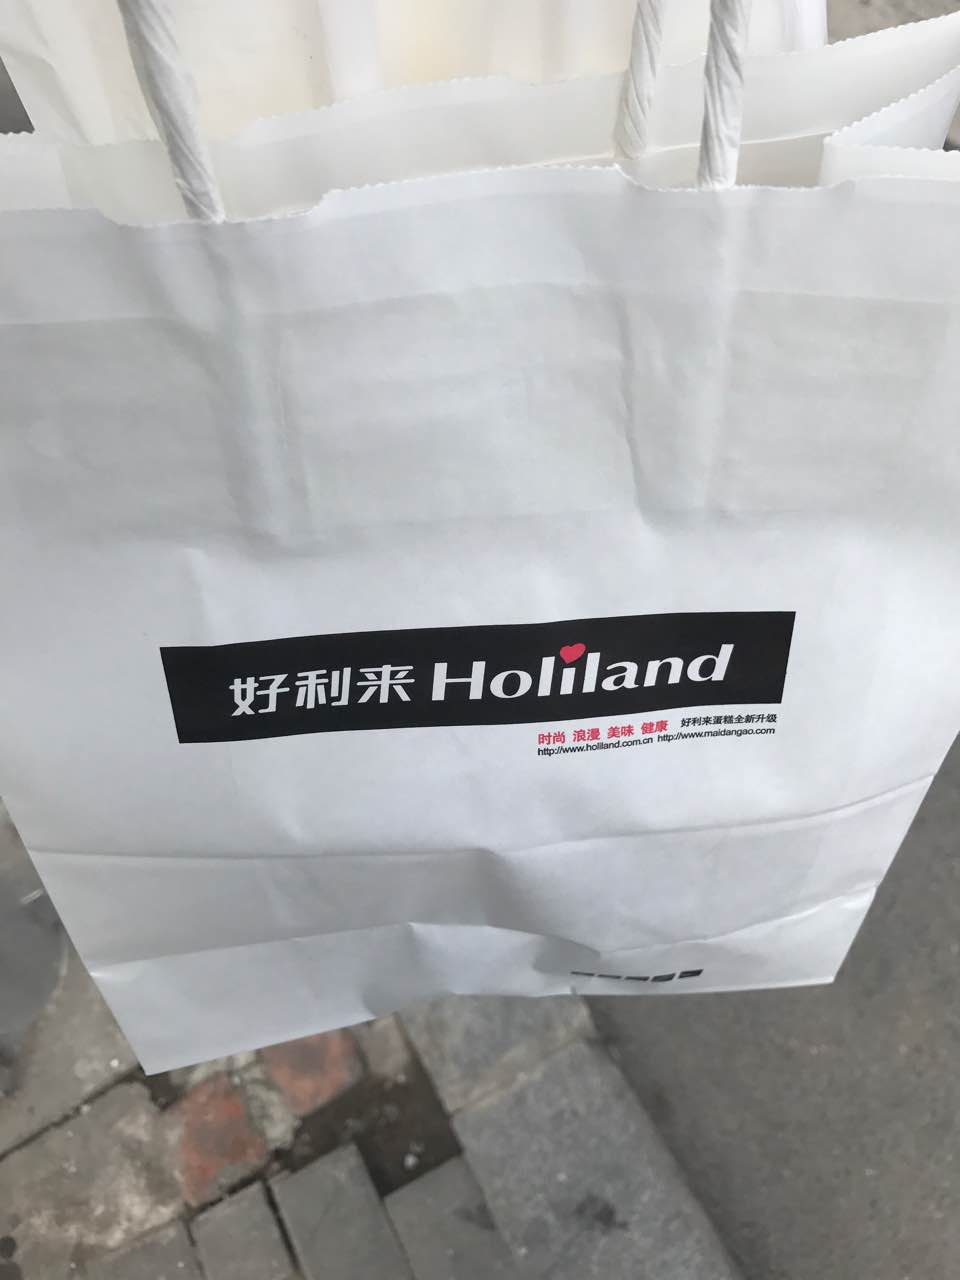 好利来 Holiland
时尚 浪漫 美味 健康 好利来蛋糕全新升级
http://www.holiland.com.cn http://www.maidangao.com